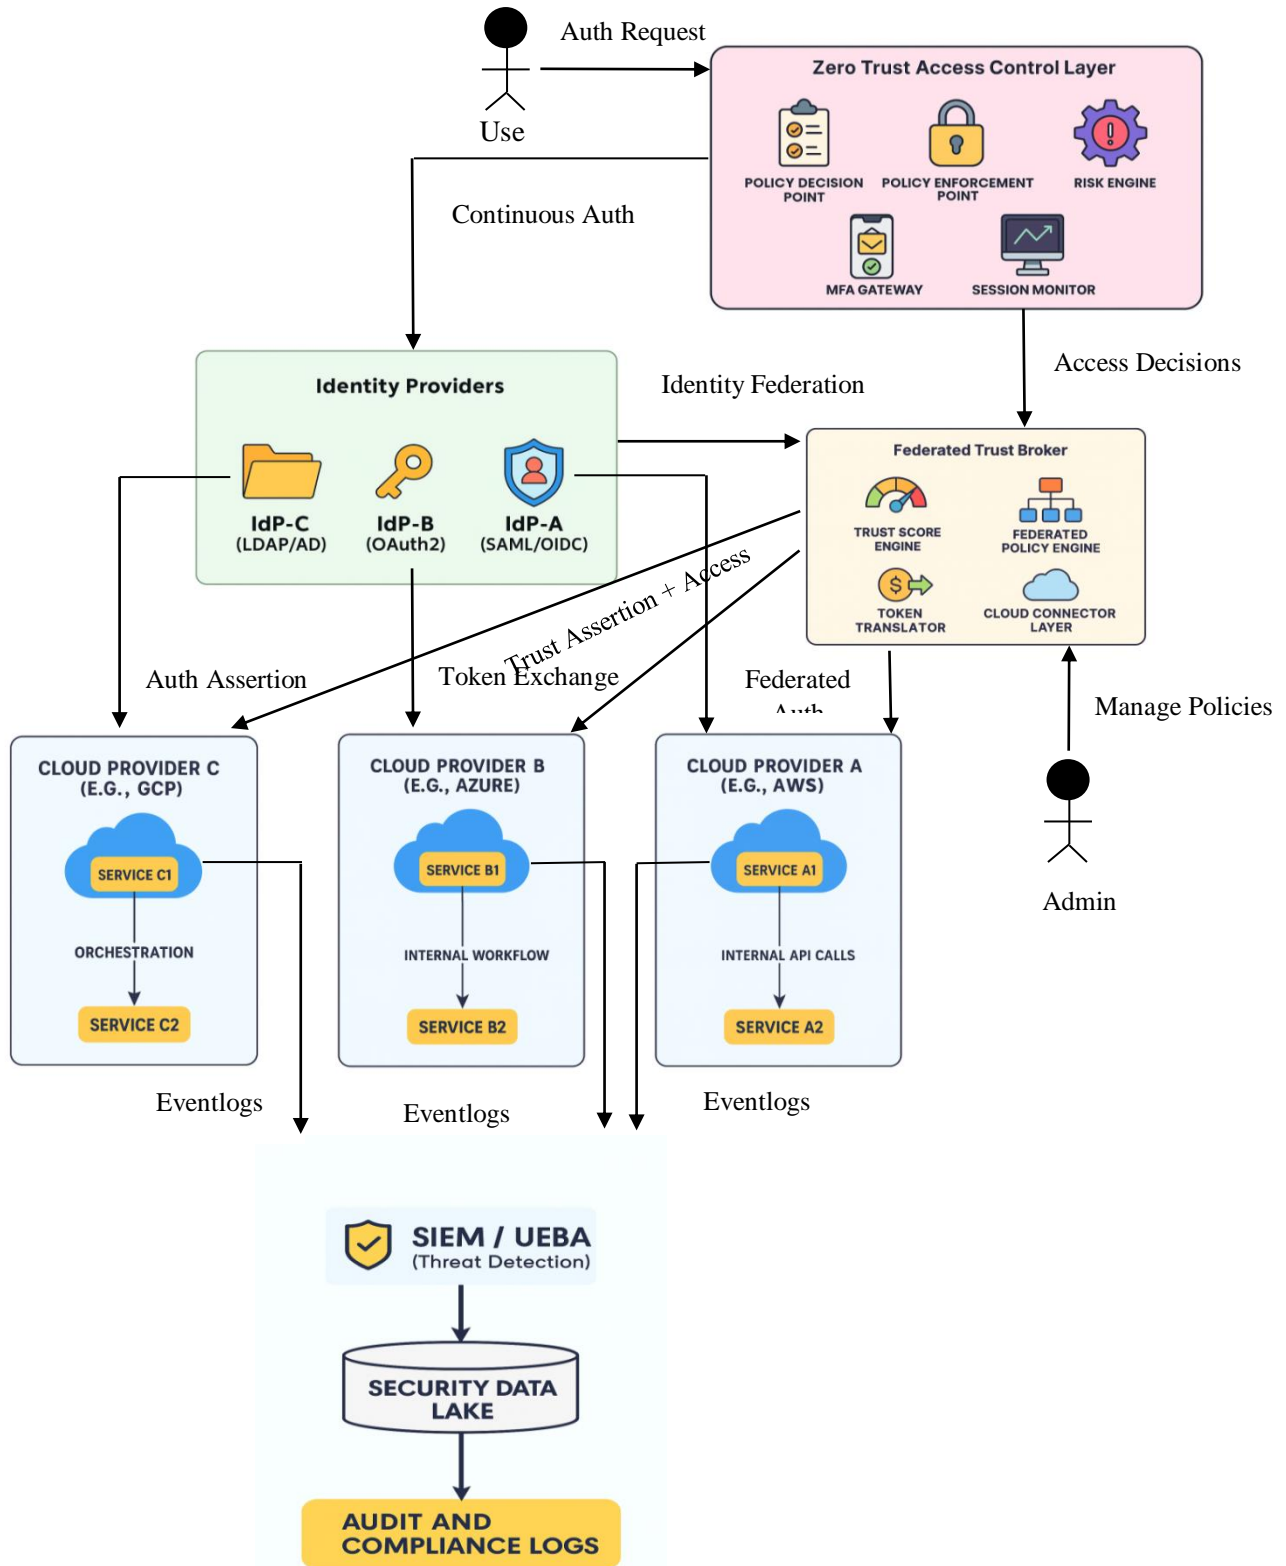 Auth Request
Use
Zero Trust Access Control Layer
POLICY DECISION
POINT
POLICY ENFORCEMENT
POINT
RISK ENGINE
MFA GATEWAY
SESSION MONITOR
Continuous Auth
Access Decisions
Identity Providers
IdP-C
(LDAP/AD)
IdP-B
(OAuth2)
IdP-A
(SAML/OIDC)
Identity Federation
Federated Trust Broker
TRUST SCORE
ENGINE
FEDERATED
POLICY ENGINE
TOKEN
TRANSLATOR
CLOUD CONNECTOR
LAYER
Trust Assertion + Access
Auth Assertion
Token Exchange
Federated
Auth
Manage Policies
Admin
CLOUD PROVIDER C
(E.G., GCP)
SERVICE C1
ORCHESTRATION
SERVICE C2
CLOUD PROVIDER B
(E.G., AZURE)
SERVICE B1
INTERNAL WORKFLOW
SERVICE B2
CLOUD PROVIDER A
(E.G., AWS)
SERVICE A1
INTERNAL API CALLS
SERVICE A2
Eventlogs
Eventlogs
Eventlogs
SIEM / UEBA
(Threat Detection)
SECURITY DATA
LAKE
AUDIT AND
COMPLIANCE LOGS